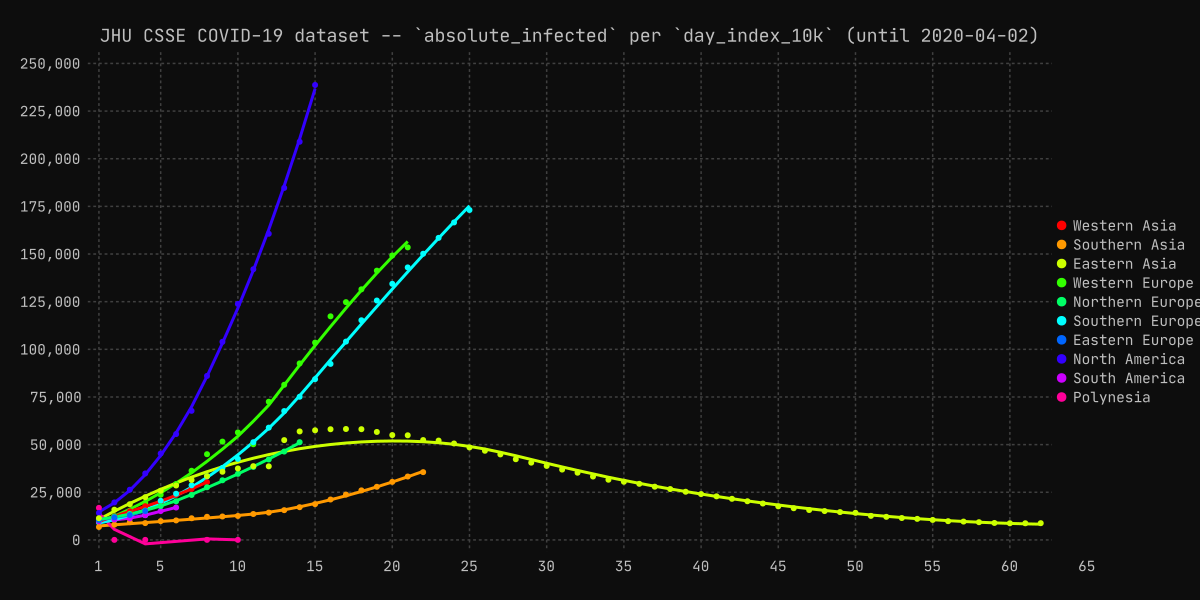 JHU CSSE COVID-19 dataset -- `absolute_infected` per `day_index_10k` (until 2020-04-02)
250,000
225,000
200,000
175,000
150,000
125,000
100,000
75,000
50,000
25,000
0
1 5 10 15 20 25 30 35 40 45 50 55 60 65
Western Asia
Southern Asia
Eastern Asia
Western Europe
Northern Europe
Southern Europe
Eastern Europe
North America
South America
Polynesia